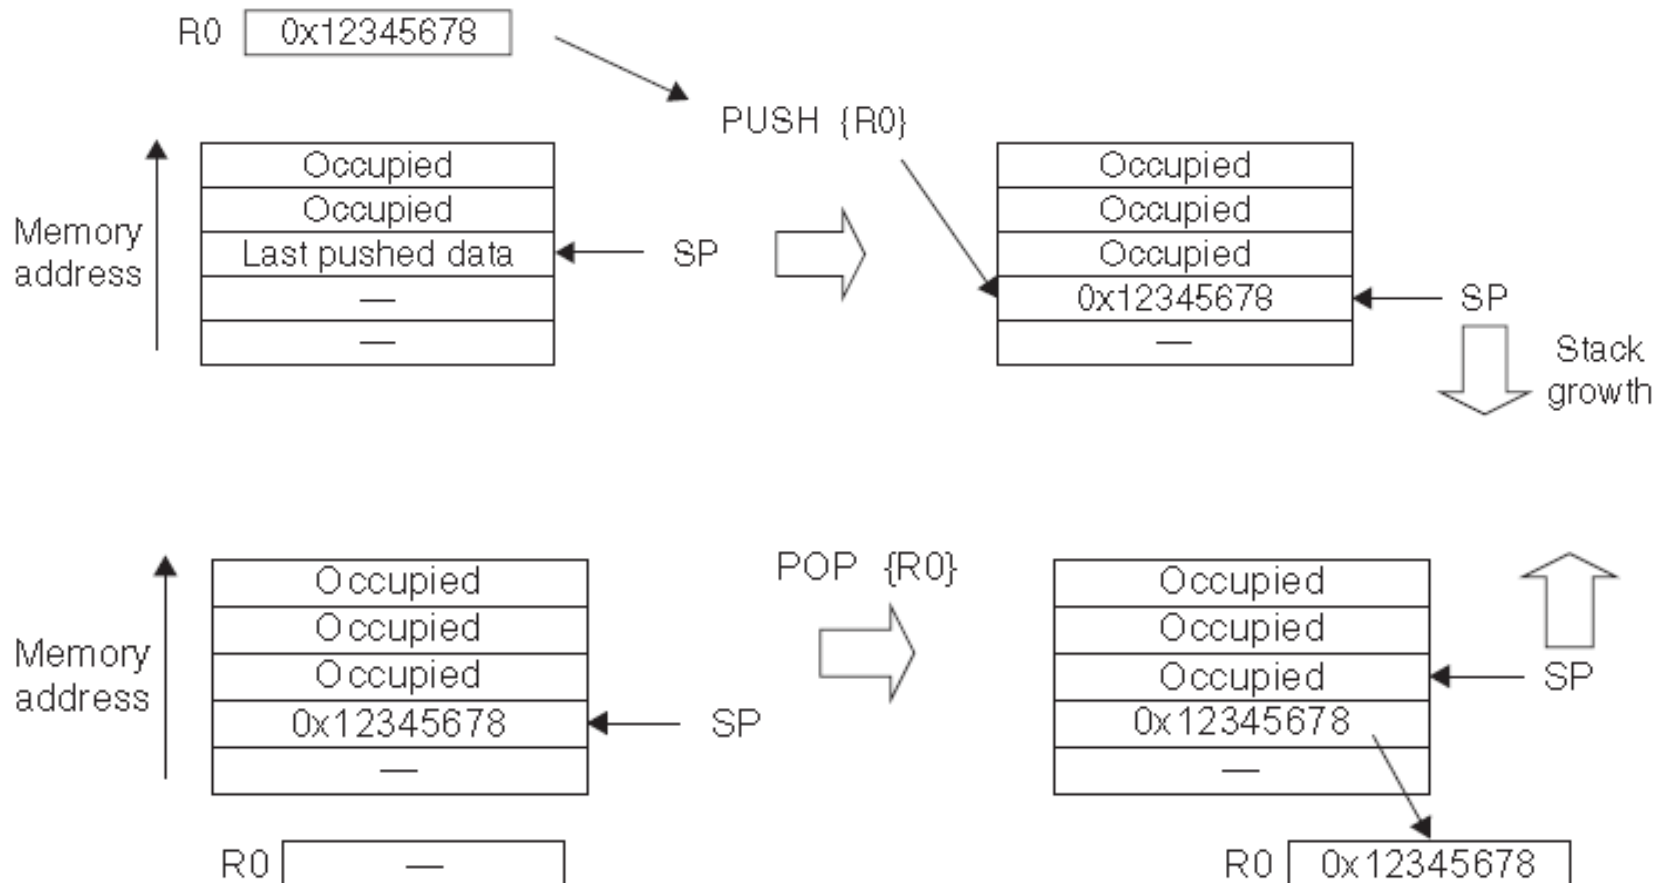 R0 0x12345678
PUSH {R0}
Occupied
Occupied
Last pushed data
—
—
Memory
address
SP
Occupied
Occupied
Occupied
0x12345678
—
SP
Stack
growth
POP {R0}
Occupied
Occupied
Occupied
0x12345678
—
Memory
address
SP
R0 —
Occupied
Occupied
Occupied
0x12345678
—
SP
R0 0x12345678